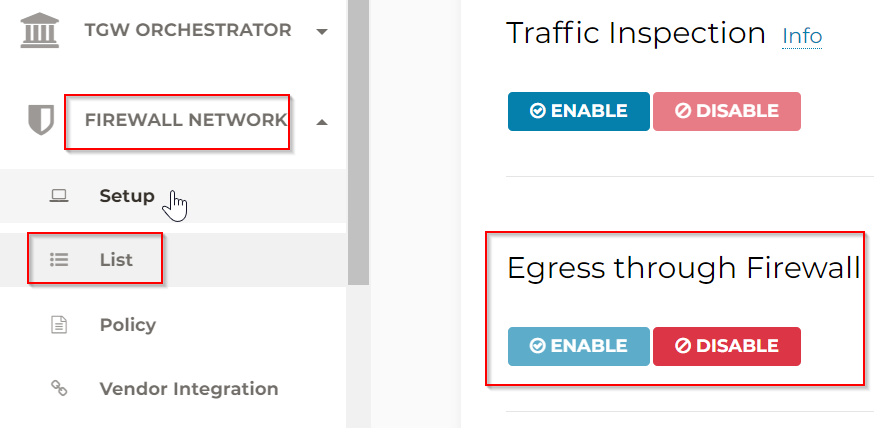 TGW ORCHESTRATOR
FIREWALL NETWORK
Setup
List
Policy
Vendor Integration
Traffic Inspection Info
ENABLE DISABLE
Egress through Firewall
ENABLE DISABLE